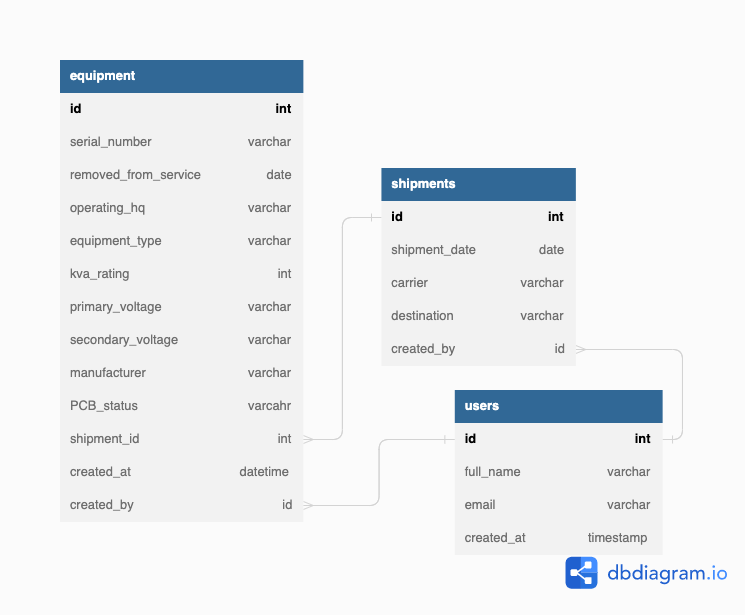 equipment
id int
serial_number varchar
removed_from_service date
operating_hq varchar
equipment_type varchar
kva_rating int
primary_voltage varchar
secondary_voltage varchar
manufacturer varchar
PCB_status varcahr
shipment_id int
created_at datetime
created_by id
shipments
id int
shipment_date date
carrier varchar
destination varchar
created_by id
users
id int
full_name varchar
email varchar
created_at timestamp
dbdiagram.io